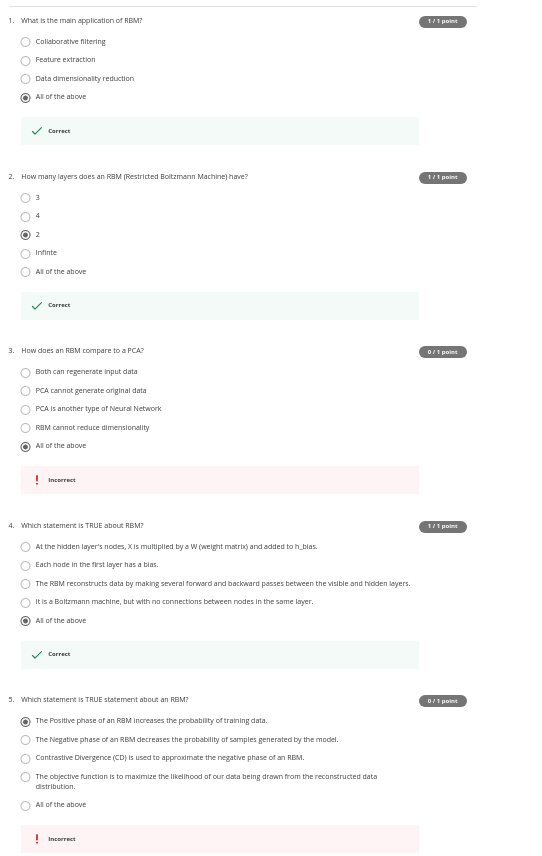 1. What is the main application of RBM?
1 / 1 point
Collaborative filtering
Feature extraction
Data dimensionality reduction
All of the above
Correct
2. How many layers does an RBM (Restricted Boltzmann Machine) have?
1 / 1 point
3
4
2
Infinte
All of the above
Correct
3. How does an RBM compare to a PCA?
0 / 1 point
Both can regenerate input data
PCA cannot generate original data
PCA is another type of Neural Network
RBM cannot reduce dimensionality
All of the above
Incorrect
4. Which statement is TRUE about RBM?
1 / 1 point
At the hidden layer's nodes, X is multiplied by a W (weight matrix) and added to h_bias.
Each node in the first layer has a bias.
The RBM reconstructs data by making several forward and backward passes between the visible and hidden layers.
It is a Boltzmann machine, but with no connections between nodes in the same layer.
All of the above
Correct
5. Which statement is TRUE statement about an RBM?
0 / 1 point
The Positive phase of an RBM increases the probability of training data.
The Negative phase of an RBM decreases the probability of samples generated by the model.
Contrastive Divergence (CD) is used to approximate the negative phase of an RBM.
The objective function is to maximize the likelihood of our data being drawn from the reconstructed data
distribution.
All of the above
Incorrect